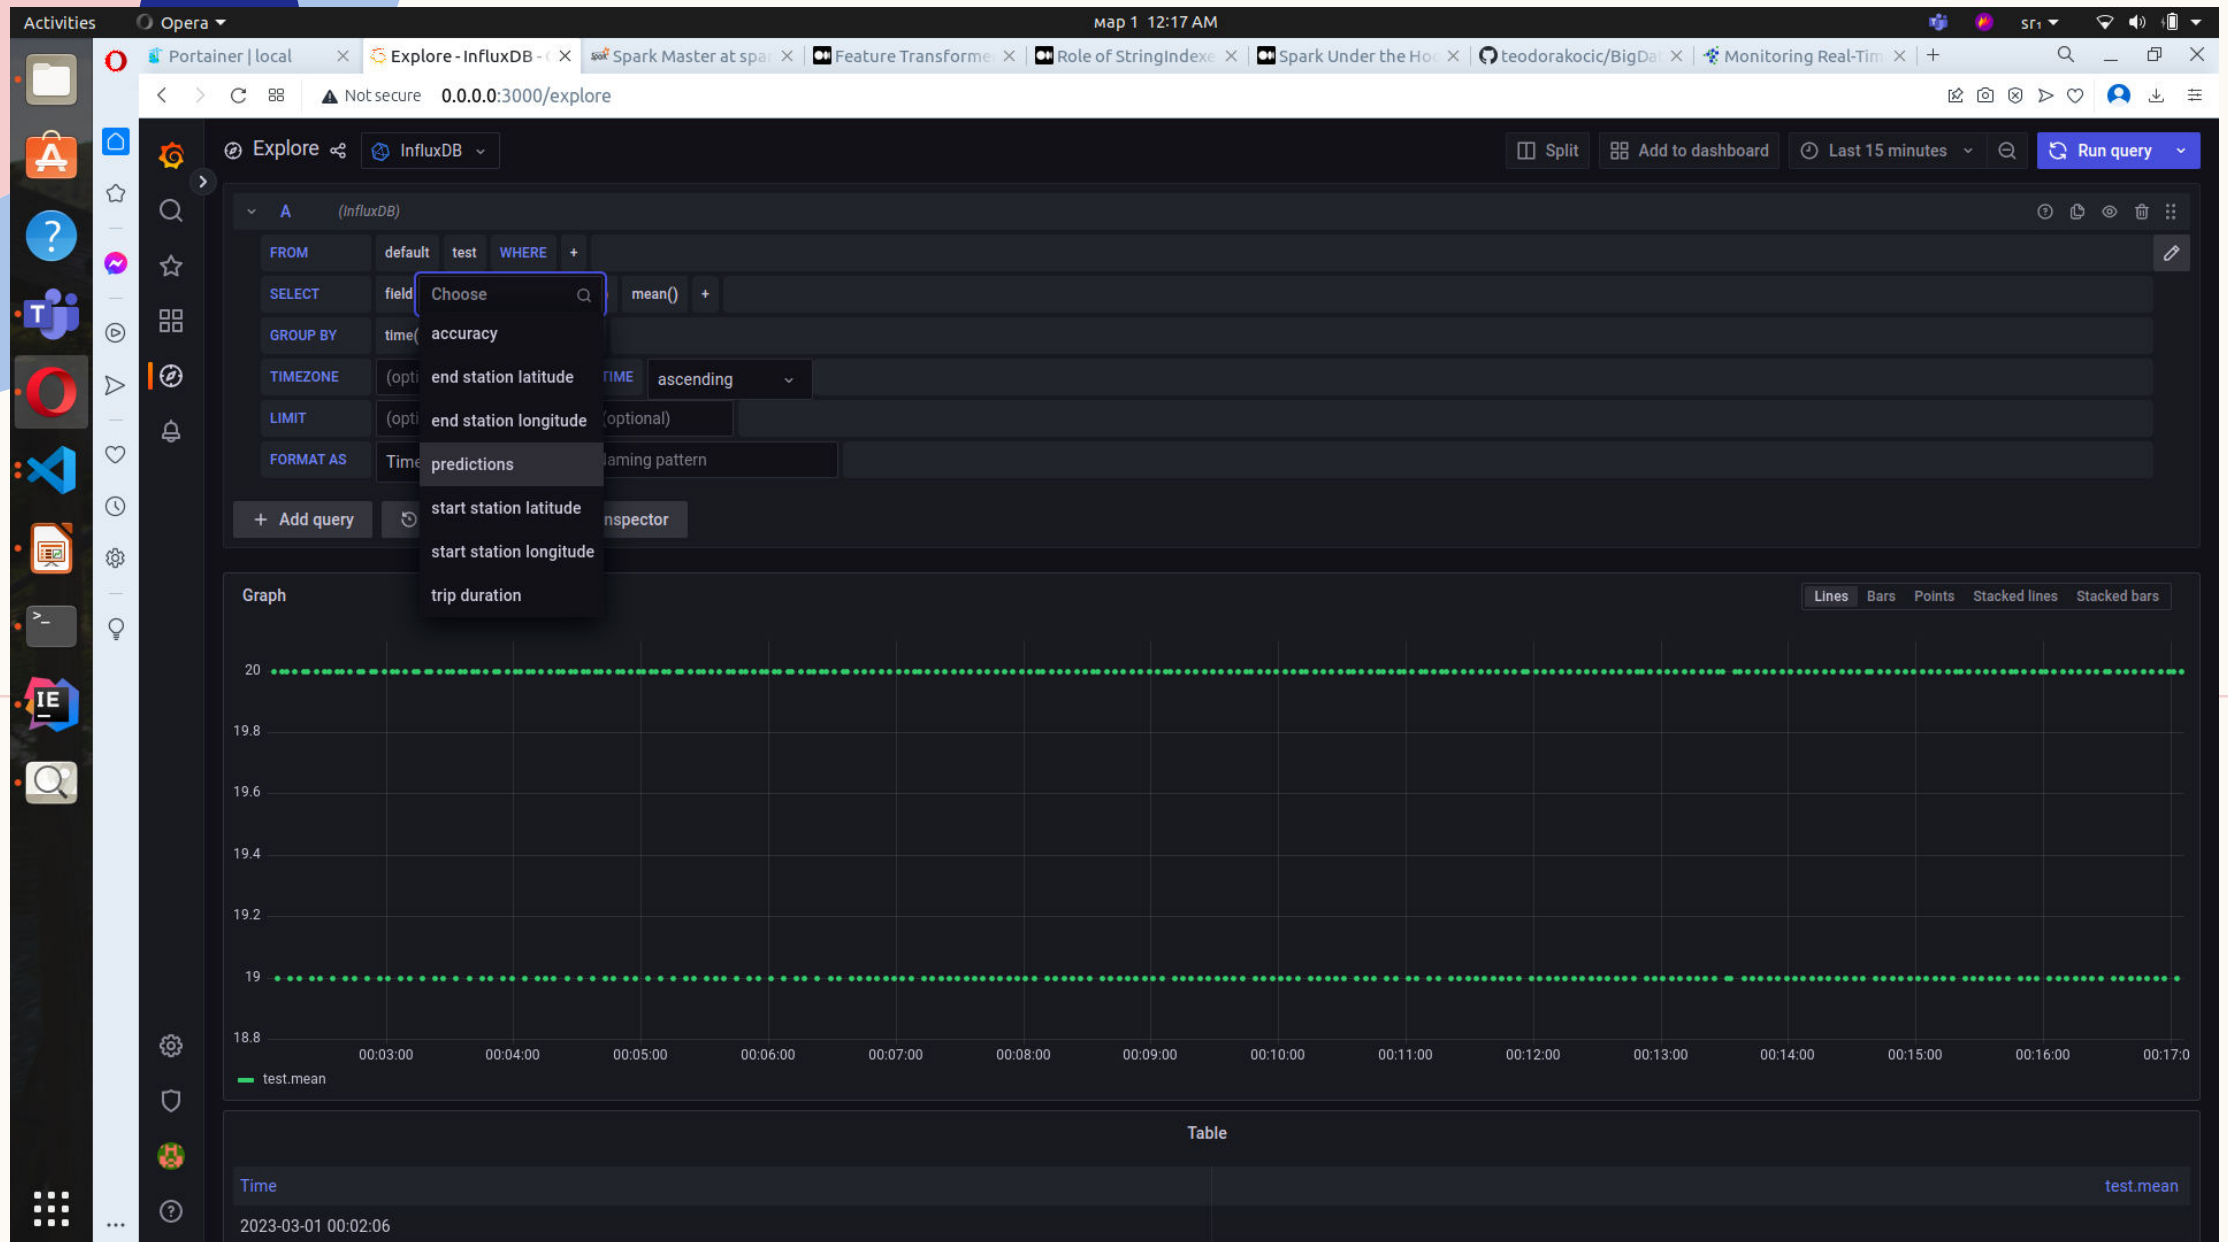 Activities Opera мар 1 12:17 AM sr₁
Portainer | local Explore - InfluxDB - Spark Master at spar Feature Transforme Role of StringIndexe Spark Under the Hoo teodorakocic/BigDa Monitoring Real-Tim
Not secure 0.0.0.0:3000/explore
Explore InfluxDB Split Add to dashboard Last 15 minutes Run query
A (InfluxDB)
FROM default test WHERE +
SELECT field Choose mean() +
GROUP BY time( accuracy
TIMEZONE (opti end station latitude TIME ascending
LIMIT (opti end station longitude (optional)
FORMAT AS Time predictions aming pattern
+ Add query start station latitude nspector
start station longitude
trip duration
Graph Lines Bars Points Stacked lines Stacked bars
20
19.8
19.6
19.4
19.2
19
18.8
00:03:00 00:04:00 00:05:00 00:06:00 00:07:00 00:08:00 00:09:00 00:10:00 00:11:00 00:12:00 00:13:00 00:14:00 00:15:00 00:16:00 00:17:0
test.mean
Table
Time test.mean
2023-03-01 00:02:06